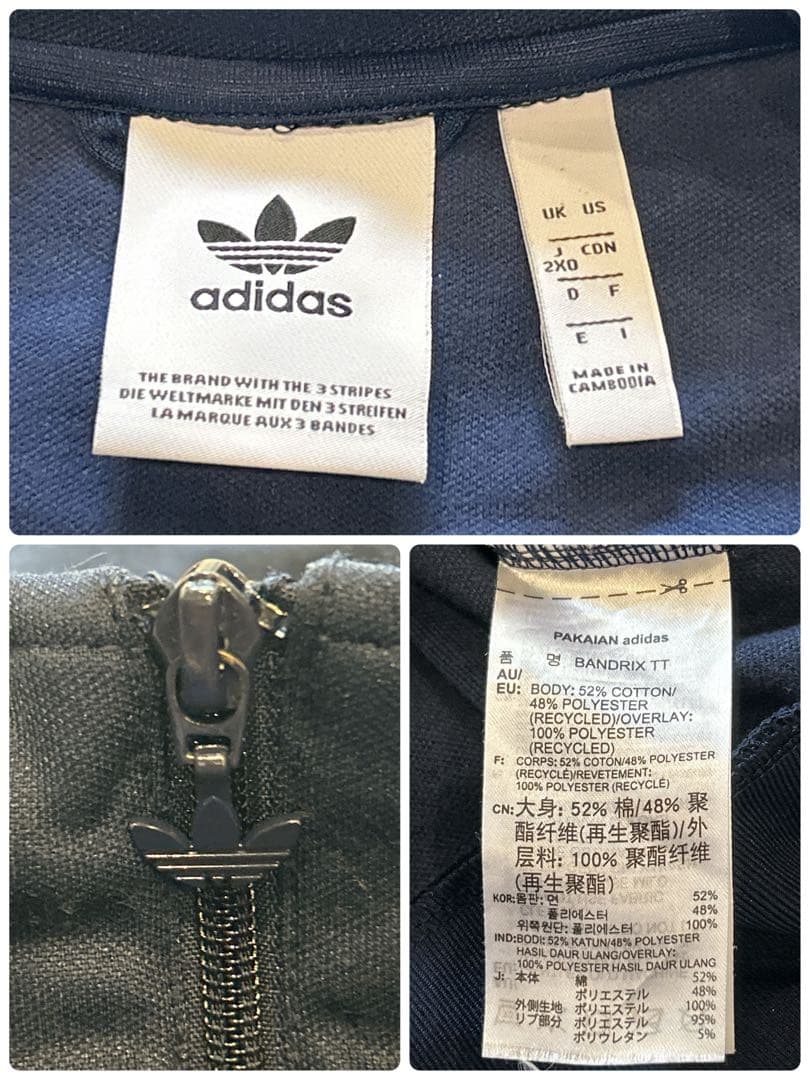 adidas
THE BRAND WITH THE 3 STRIPES
DIE WELTMARKE MIT DEN 3 STREIFEN
LA MARQUE AUX 3 BANDES
UK US
J CDN
2XO
D F
E I
MADE IN
CAMBODIA
PAKAIAN adidas
품 명 BANDRIX TT
AU/
EU: BODY: 52% COTTON/
48% POLYESTER
(RECYCLED)/OVERLAY:
100% POLYESTER
(RECYCLED)
F: CORPS: 52% COTON/48% POLYESTER
(RECYCLÉ)/REVETEMENT:
100% POLYESTER (RECYCLÉ)
CN:大身: 52% 棉/48% 聚
酯纤维(再生聚酯)/外
层料: 100% 聚酯纤维
(再生聚酯)
KOR:몸판: 면 52%
폴리에스터 48%
위쪽원단: 폴리에스터 100%
IND:BODI: 52% KATUN/48% POLYESTER
HASIL DAUR ULANG/OVERLAY:
100% POLYESTER HASIL DAUR ULANG
J: 本体 綿 52%
ポリエステル 48%
外側生地 ポリエステル 100%
リブ部分 ポリエステル 95%
ポリウレタン 5%